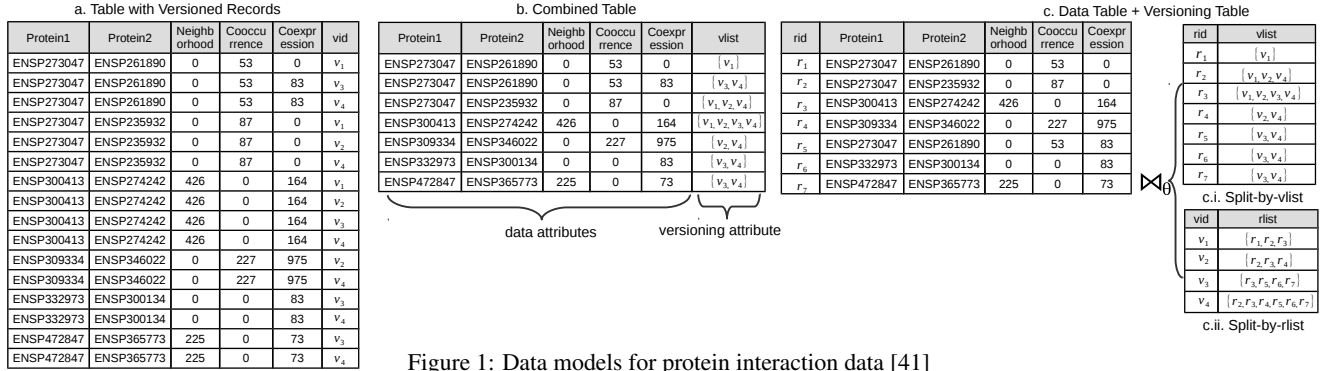 a. Table with Versioned Records
Protein1 Protein2 Neighb orhood Cooccu rrence Coexpr ession vid
ENSP273047 ENSP261890 0 53 0 v1
ENSP273047 ENSP261890 0 53 83 v3
ENSP273047 ENSP261890 0 53 83 v4
ENSP273047 ENSP235932 0 87 0 v1
ENSP273047 ENSP235932 0 87 0 v2
ENSP273047 ENSP235932 0 87 0 v4
ENSP300413 ENSP274242 426 0 164 v1
ENSP300413 ENSP274242 426 0 164 v2
ENSP300413 ENSP274242 426 0 164 v3
ENSP300413 ENSP274242 426 0 164 v4
ENSP309334 ENSP346022 0 227 975 v2
ENSP309334 ENSP346022 0 227 975 v4
ENSP332973 ENSP300134 0 0 83 v3
ENSP332973 ENSP300134 0 0 83 v4
ENSP472847 ENSP365773 225 0 73 v3
ENSP472847 ENSP365773 225 0 73 v4
b. Combined Table
Protein1 Protein2 Neighb orhood Cooccu rrence Coexpr ession vlist
ENSP273047 ENSP261890 0 53 0 {v1}
ENSP273047 ENSP261890 0 53 83 {v3, v4}
ENSP273047 ENSP235932 0 87 0 {v1, v2, v4}
ENSP300413 ENSP274242 426 0 164 {v1, v2, v3, v4}
ENSP309334 ENSP346022 0 227 975 {v2, v4}
ENSP332973 ENSP300134 0 0 83 {v3, v4}
ENSP472847 ENSP365773 225 0 73 {v3, v4}
data attributes
versioning attribute
c. Data Table + Versioning Table
rid Protein1 Protein2 Neighb orhood Cooccu rrence Coexpr ession
r1 ENSP273047 ENSP261890 0 53 0
r2 ENSP273047 ENSP235932 0 87 0
r3 ENSP300413 ENSP274242 426 0 164
r4 ENSP309334 ENSP346022 0 227 975
r5 ENSP273047 ENSP261890 0 53 83
r6 ENSP332973 ENSP300134 0 0 83
r7 ENSP472847 ENSP365773 225 0 73
⋈θ
rid vlist
r1 {v1}
r2 {v1, v2, v4}
r3 {v1, v2, v3, v4}
r4 {v2, v4}
r5 {v3, v4}
r6 {v3, v4}
r7 {v3, v4}
c.i. Split-by-vlist
vid rlist
v1 {r1, r2, r3}
v2 {r2, r3, r4}
v3 {r3, r5, r6, r7}
v4 {r2, r3, r4, r5, r6, r7}
c.ii. Split-by-rlist
Figure 1: Data models for protein interaction data [41]